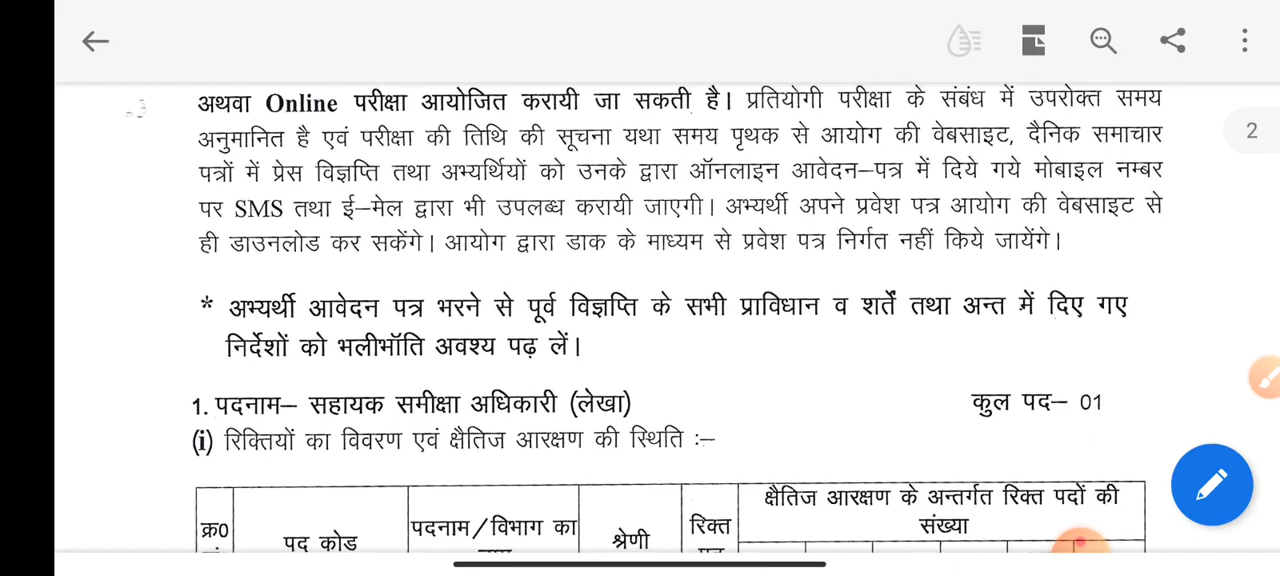 अथवा Online परीक्षा आयोजित करायी जा सकती है। प्रतियोगी परीक्षा के संबंध में उपरोक्त समय
2
अनुमानित है एवं परीक्षा की तिथि की सूचना यथा समय पृथक से आयोग की वेबसाइट, दैनिक समाचार
पत्रों में प्रेस विज्ञप्ति तथा अभ्यर्थियों को उनके द्वारा ऑनलाइन आवेदन–पत्र में दिये गये मोबाइल नम्बर
पर SMS तथा ई–मेल द्वारा भी उपलब्ध करायी जाएगी। अभ्यर्थी अपने प्रवेश पत्र आयोग की वेबसाइट से
ही डाउनलोड कर सकेंगे। आयोग द्वारा डाक के माध्यम से प्रवेश पत्र निर्गत नहीं किये जायेंगे।
* अभ्यर्थी आवेदन पत्र भरने से पूर्व विज्ञप्ति के सभी प्राविधान व शर्तें तथा अन्त में दिए गए
निर्देशों को भलीभॉति अवश्य पढ़ लें।
1. पदनाम– सहायक समीक्षा अधिकारी (लेखा) कुल पद– 01
(i) रिक्तियों का विवरण एवं क्षैतिज आरक्षण की स्थिति :–
क्षैतिज आरक्षण के अन्तर्गत रिक्त पदों की
संख्या
क्र0 पद कोड पदनाम/विभाग का श्रेणी रिक्त